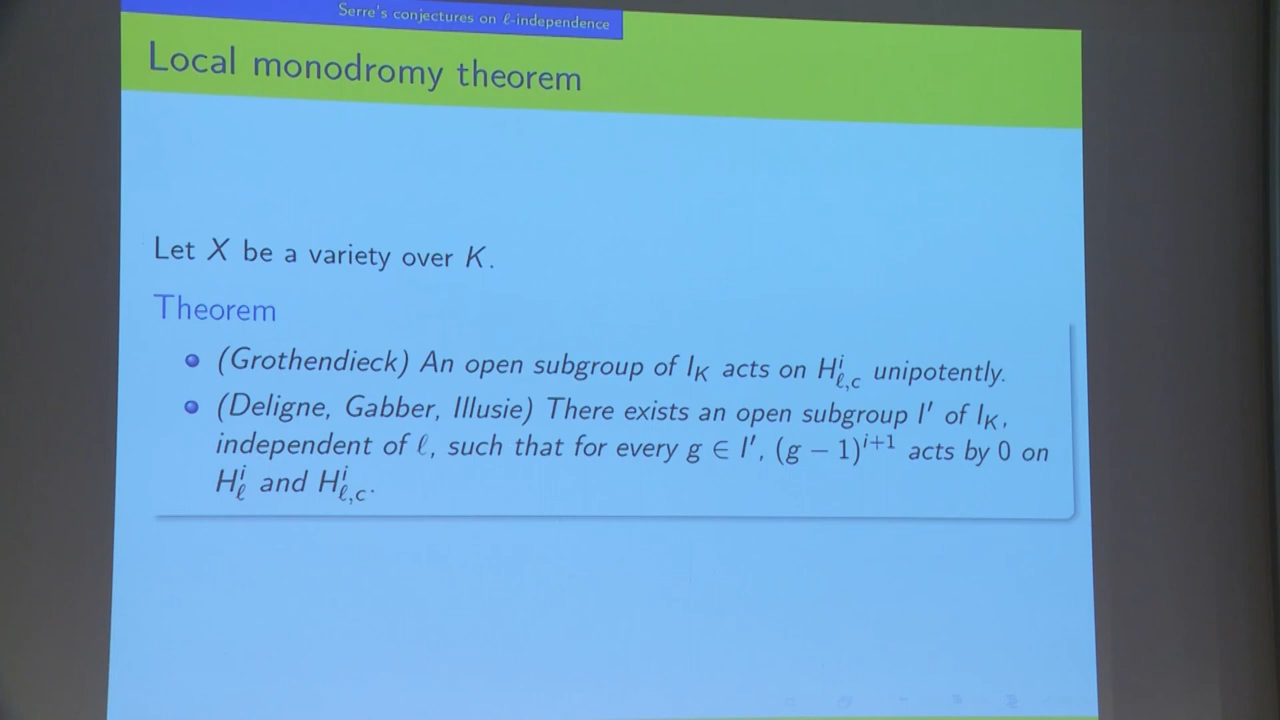 Serre's conjectures on ℓ-independence
Local monodromy theorem
Let X be a variety over K.
Theorem
(Grothendieck) An open subgroup of I_K acts on H^i_{ℓ,c} unipotently.
(Deligne, Gabber, Illusie) There exists an open subgroup I′ of I_K,
independent of ℓ, such that for every g ∈ I′, (g − 1)^{i+1} acts by 0 on
H^i_ℓ and H^i_{ℓ,c}.